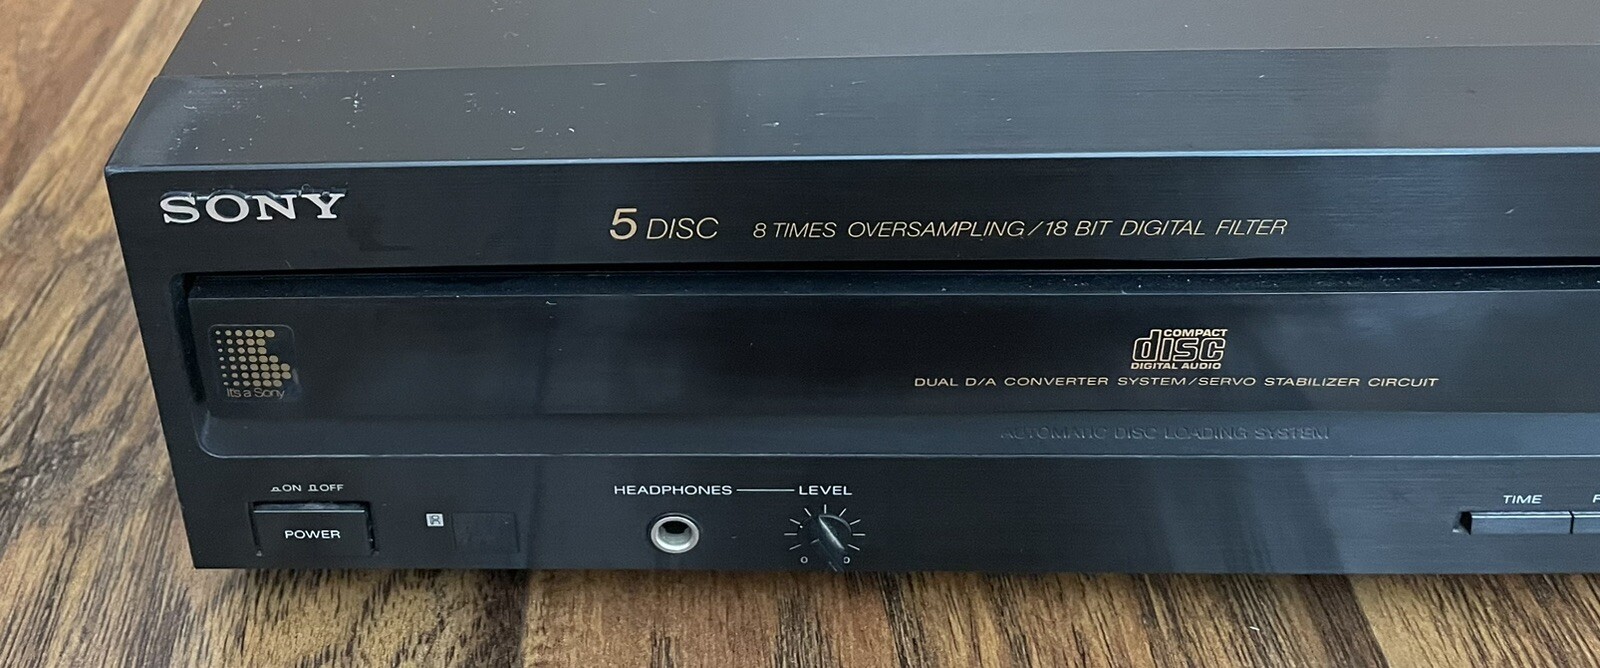 SONY
5 DISC 8 TIMES OVERSAMPLING/18 BIT DIGITAL FILTER
It's a Sony
COMPACT
disc
DIGITAL AUDIO
DUAL D/A CONVERTER SYSTEM/SERVO STABILIZER CIRCUIT
AUTOMATIC DISC LOADING SYSTEM
ON OFF
POWER
R
HEADPHONES LEVEL
0
TIME